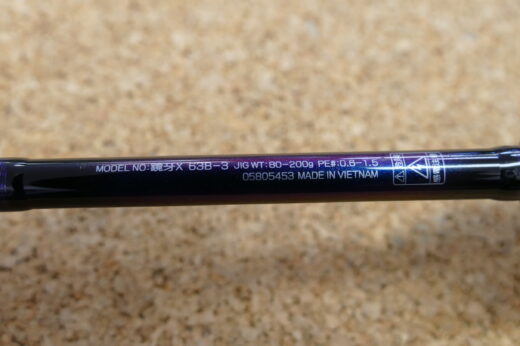 MODEL NO:鏡牙X 63B-3 JIG WT:80-200g PE#:0.8-1.5
05805453 MADE IN VIETNAM